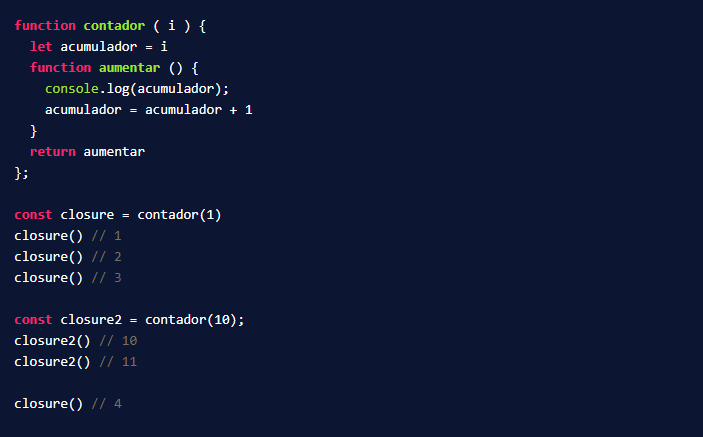 function contador ( i ) {
  let acumulador = i
  function aumentar () {
    console.log(acumulador);
    acumulador = acumulador + 1
  }
  return aumentar
};

const closure = contador(1)
closure() // 1
closure() // 2
closure() // 3

const closure2 = contador(10);
closure2() // 10
closure2() // 11

closure() // 4